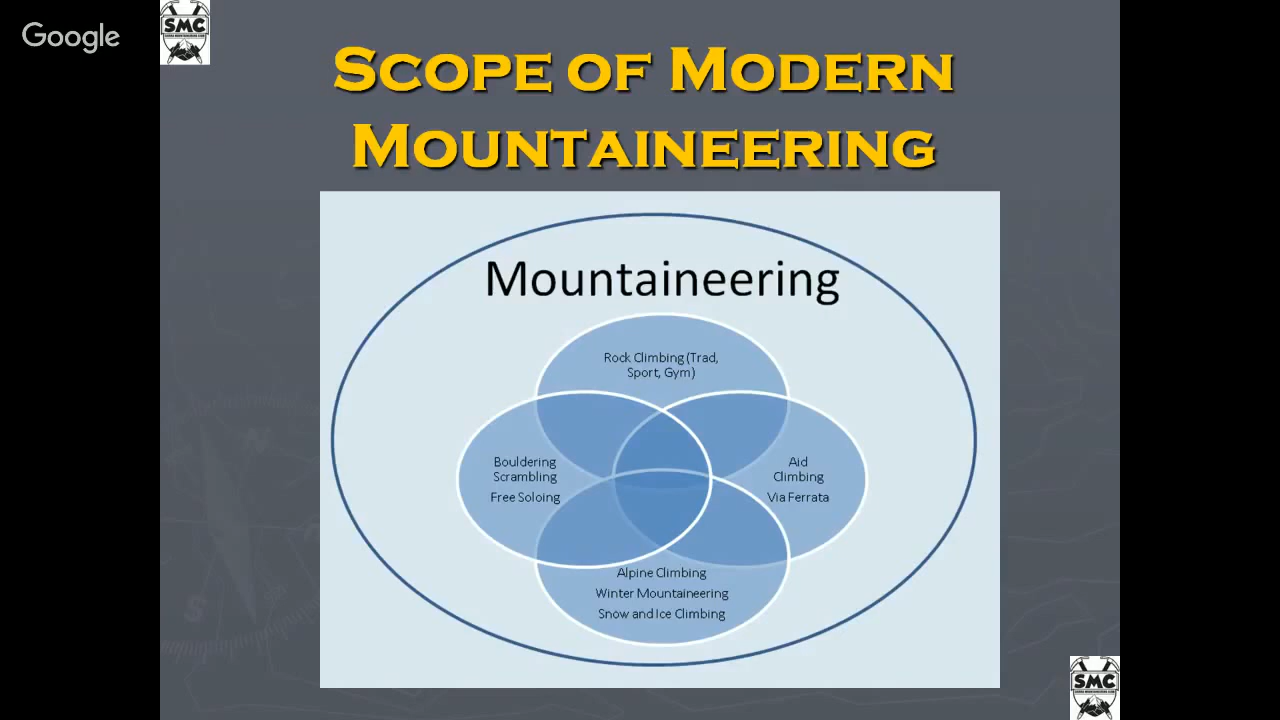 Google
SMC
SCOPE OF MODERN
MOUNTAINEERING
Mountaineering
Rock Climbing (Trad,
Sport, Gym)
Bouldering
Scrambling
Free Soloing
Aid
Climbing
Via Ferrata
Alpine Climbing
Winter Mountaineering
Snow and Ice Climbing
N
S
SMC